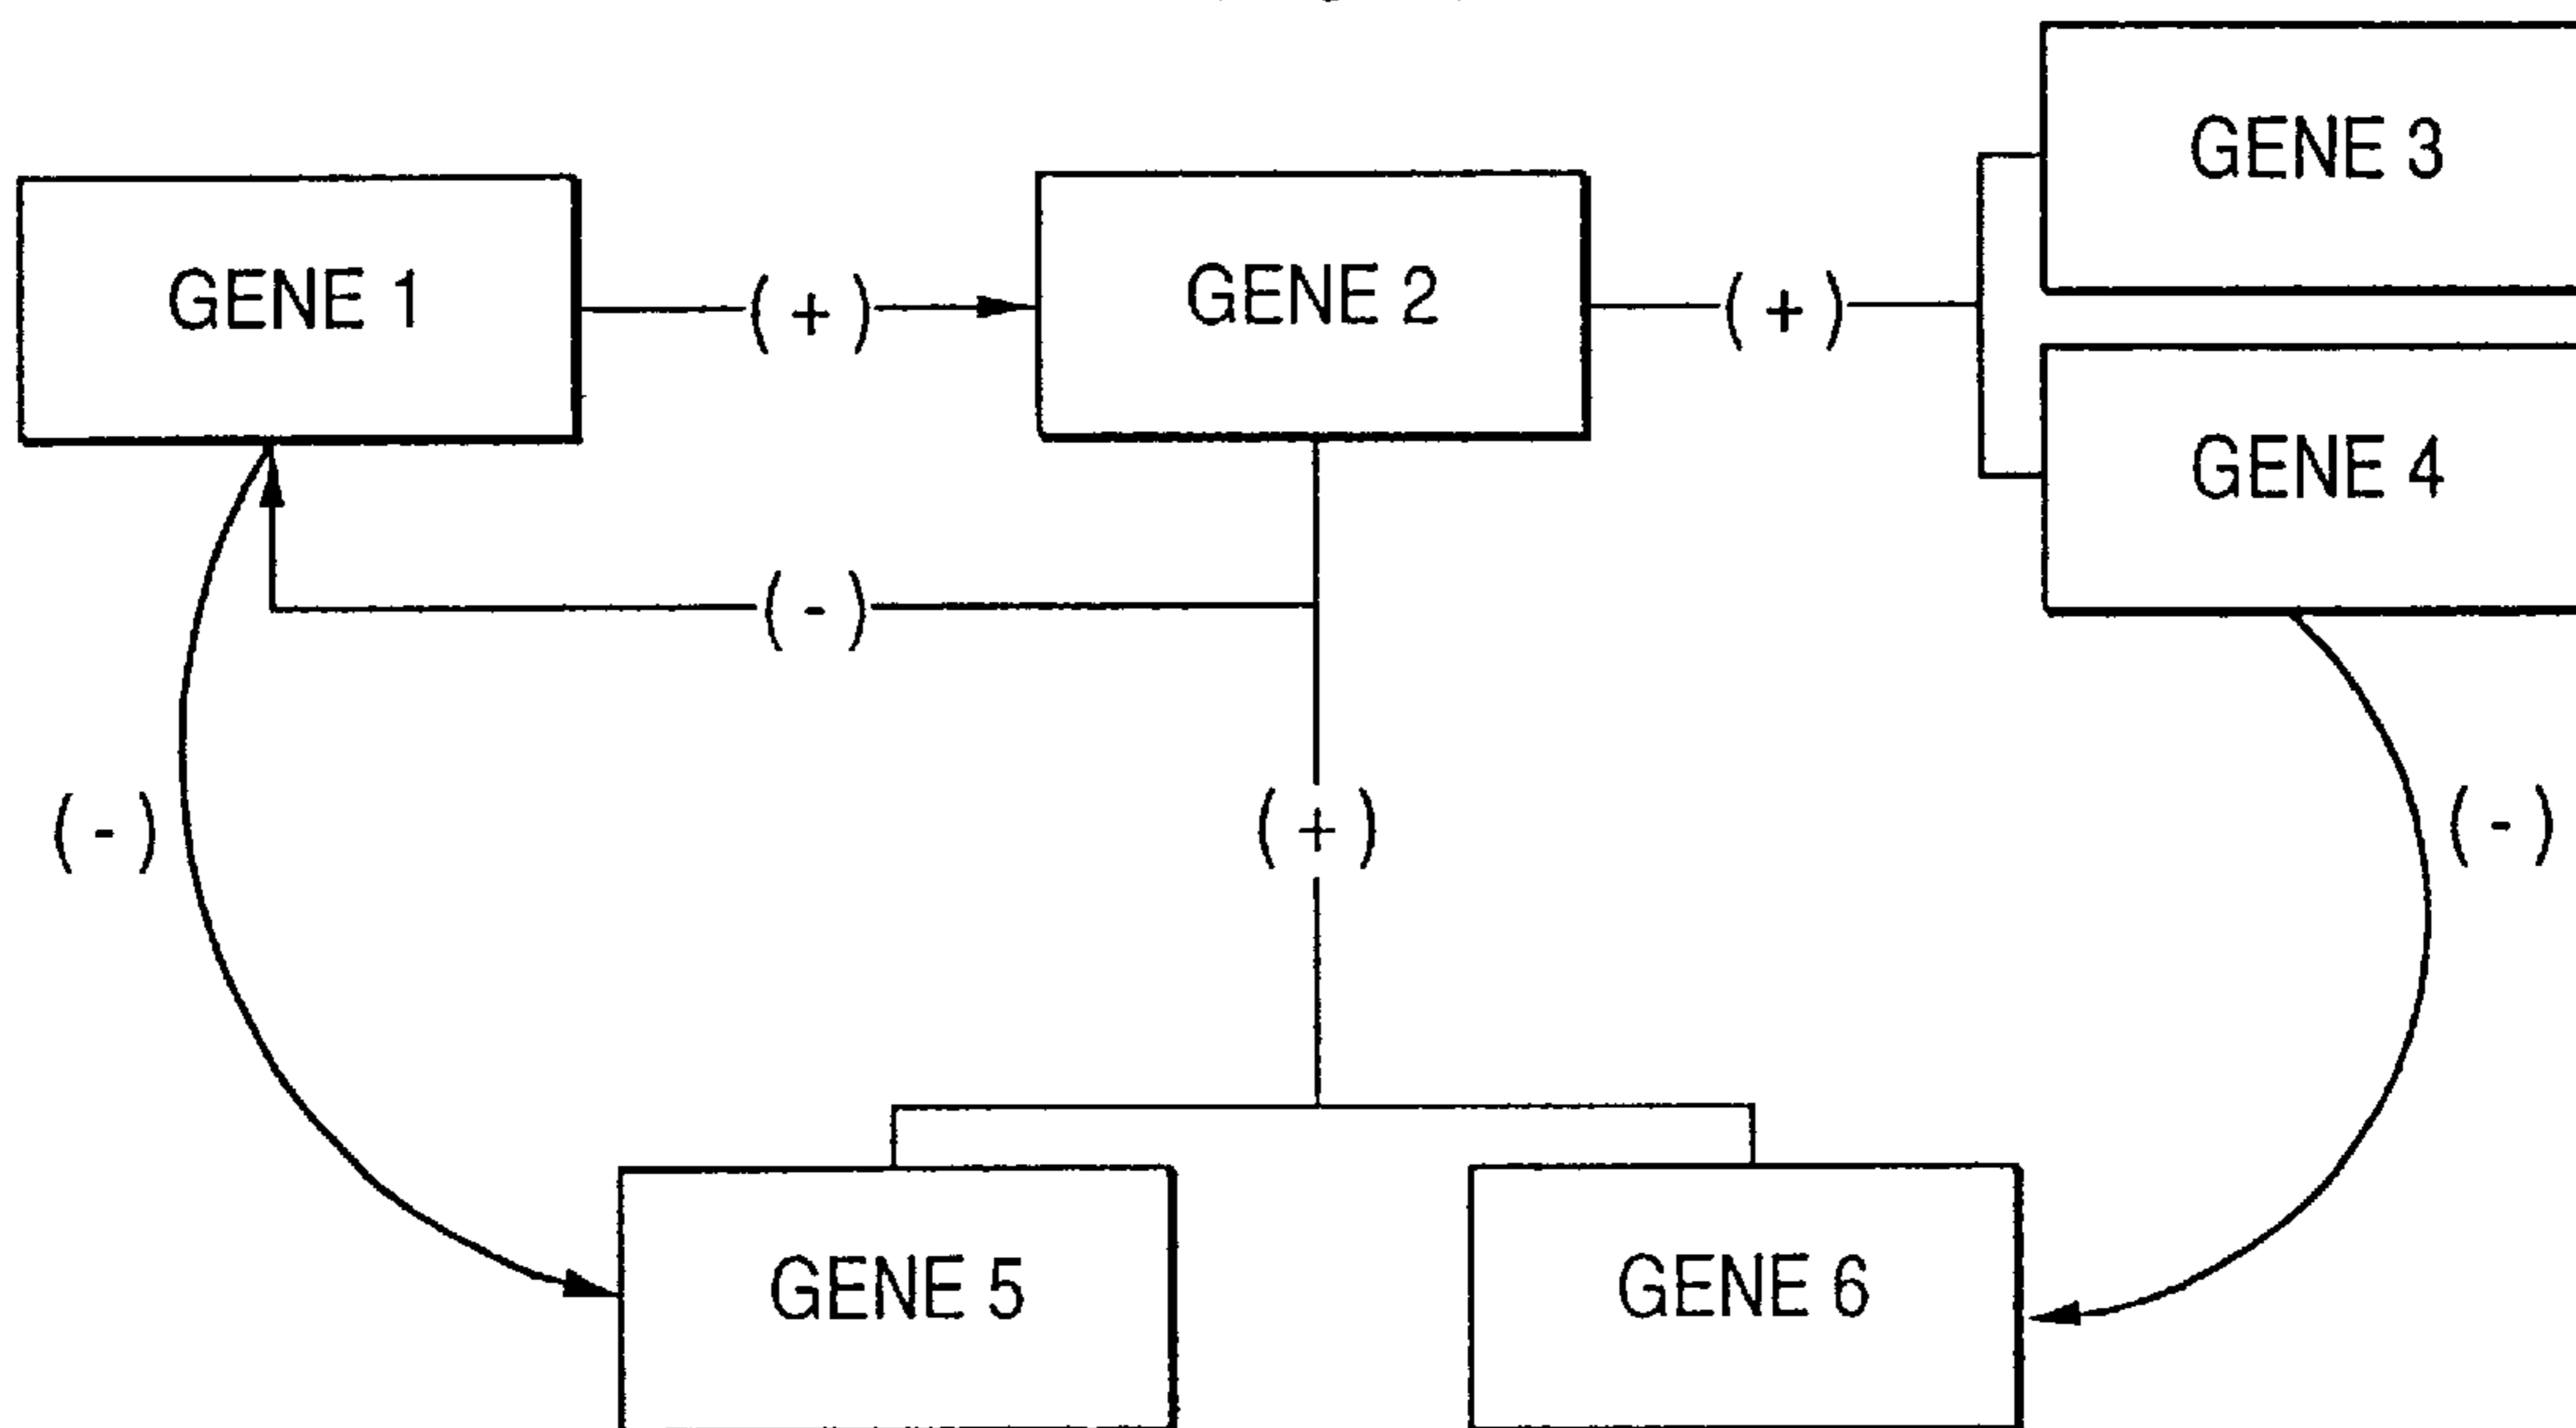 GENE 3
GENE 1
( + )
GENE 2
( + )
GENE 4
( - )
( - )
( + )
( - )
GENE 5
GENE 6